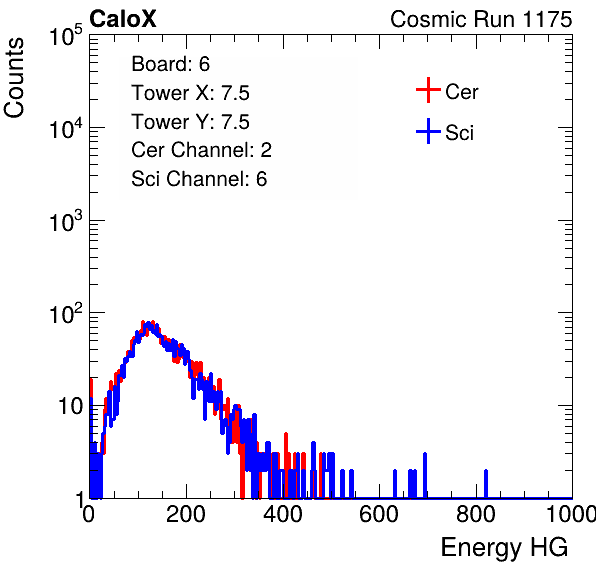 CaloX Cosmic Run 1175
Counts
10^5
10^4
10^3
10^2
10
1
Board: 6
Tower X: 7.5
Tower Y: 7.5
Cer Channel: 2
Sci Channel: 6
Cer
Sci
0 200 400 600 800 1000
Energy HG